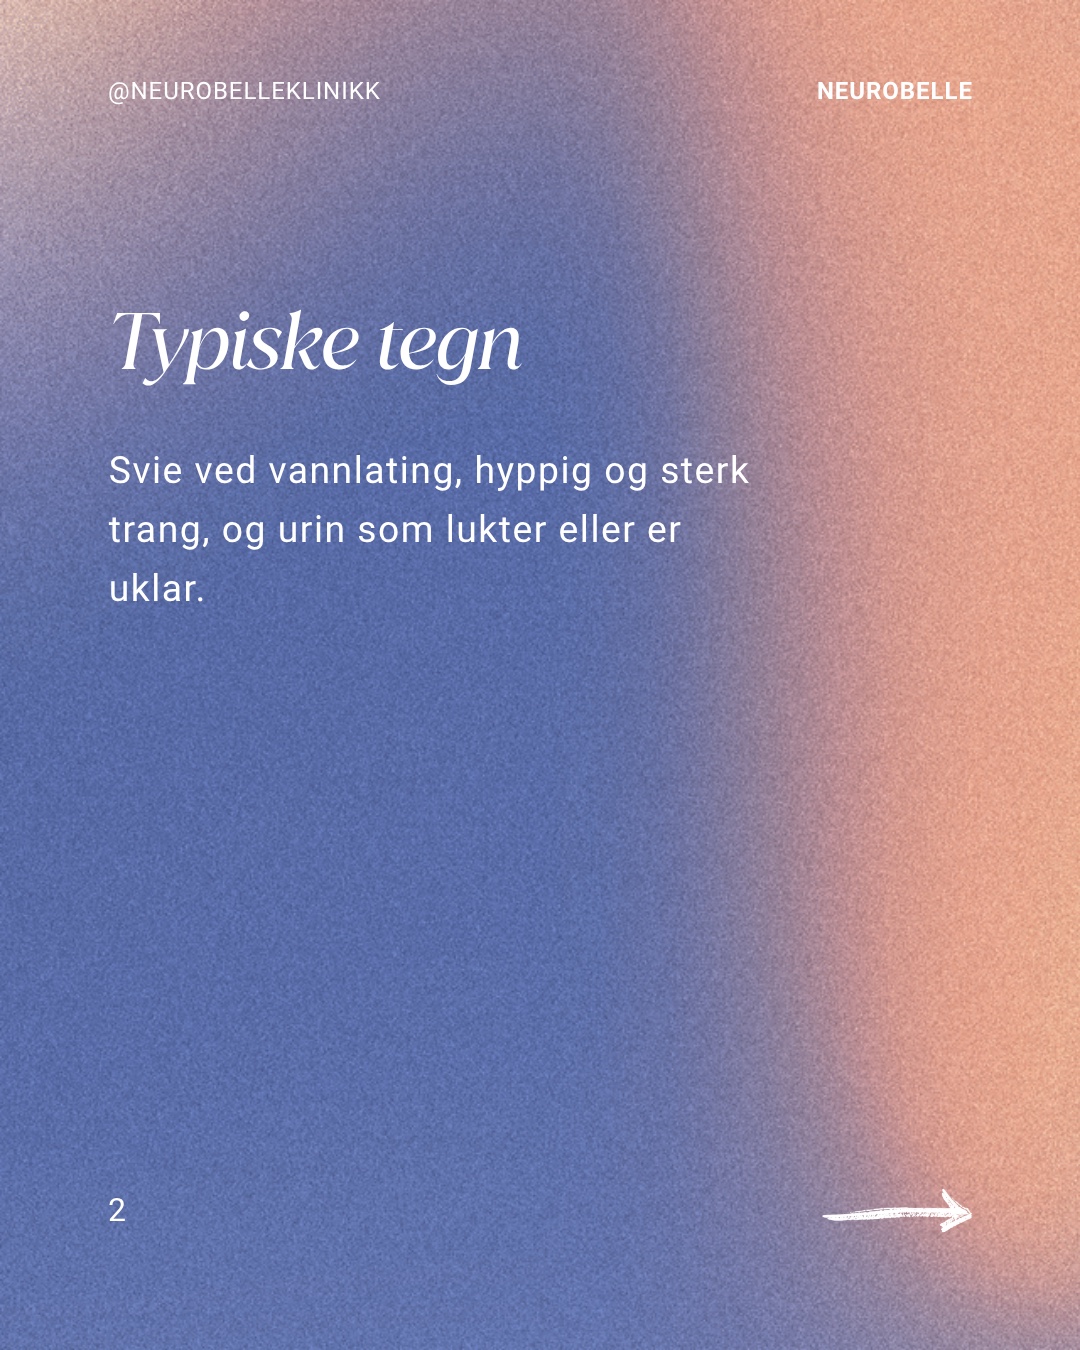 @NEUROBELLEKLINIKK
NEUROBELLE
Typiske tegn
Svie ved vannlating, hyppig og sterk
trang, og urin som lukter eller er
uklar.
2